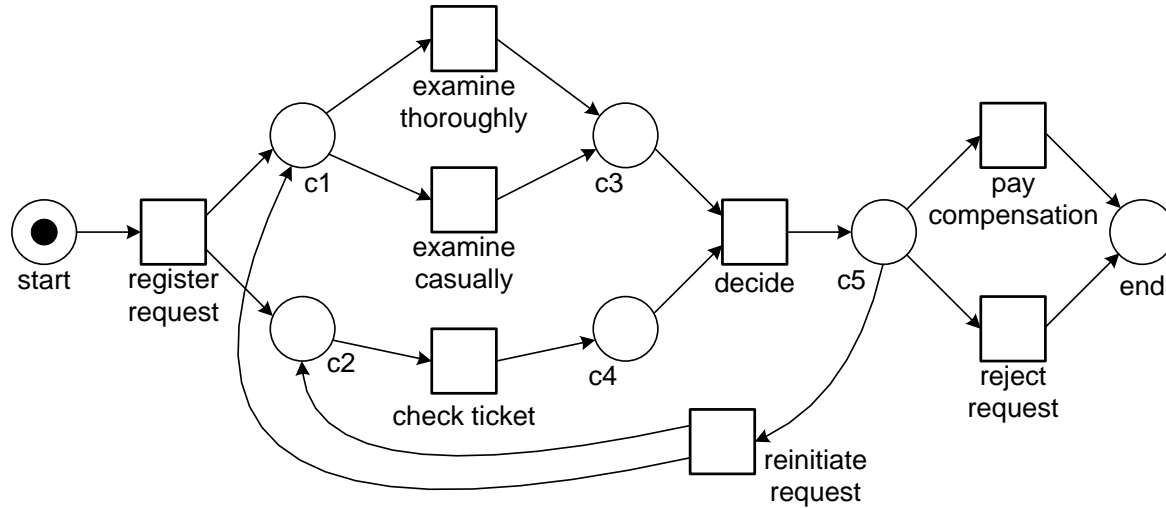 examine
thoroughly
c1
c3
pay
compensation
examine
casually
start
register
request
decide
c5
end
c2
c4
check ticket
reject
request
reinitiate
request